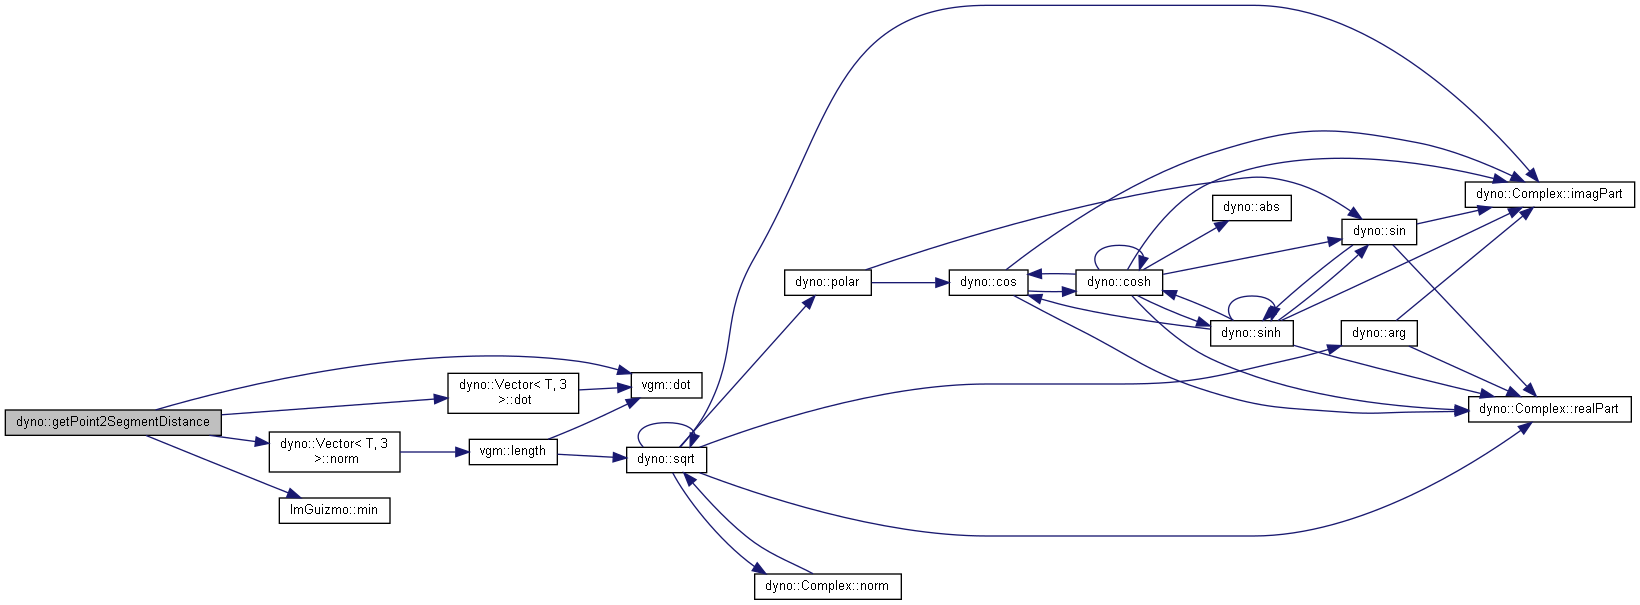 dyno::getPoint2SegmentDistance
dyno::Vector< T, 3
>::dot
dyno::Vector< T, 3
>::norm
ImGuizmo::min
vgm::length
vgm::dot
dyno::sqrt
dyno::polar
dyno::Complex::norm
dyno::cos
dyno::cosh
dyno::abs
dyno::sinh
dyno::sin
dyno::arg
dyno::Complex::imagPart
dyno::Complex::realPart